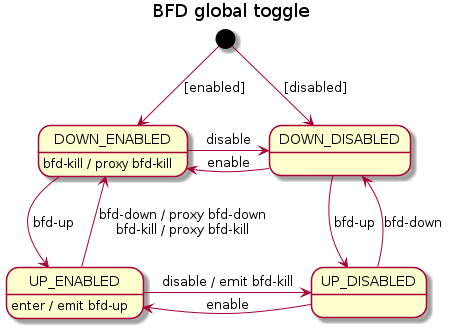 BFD global toggle
[enabled]
[disabled]
DOWN_ENABLED
bfd-kill / proxy bfd-kill
disable
enable
DOWN_DISABLED
bfd-up
bfd-down / proxy bfd-down
bfd-kill / proxy bfd-kill
bfd-up
bfd-down
UP_ENABLED
enter / emit bfd-up
disable / emit bfd-kill
enable
UP_DISABLED